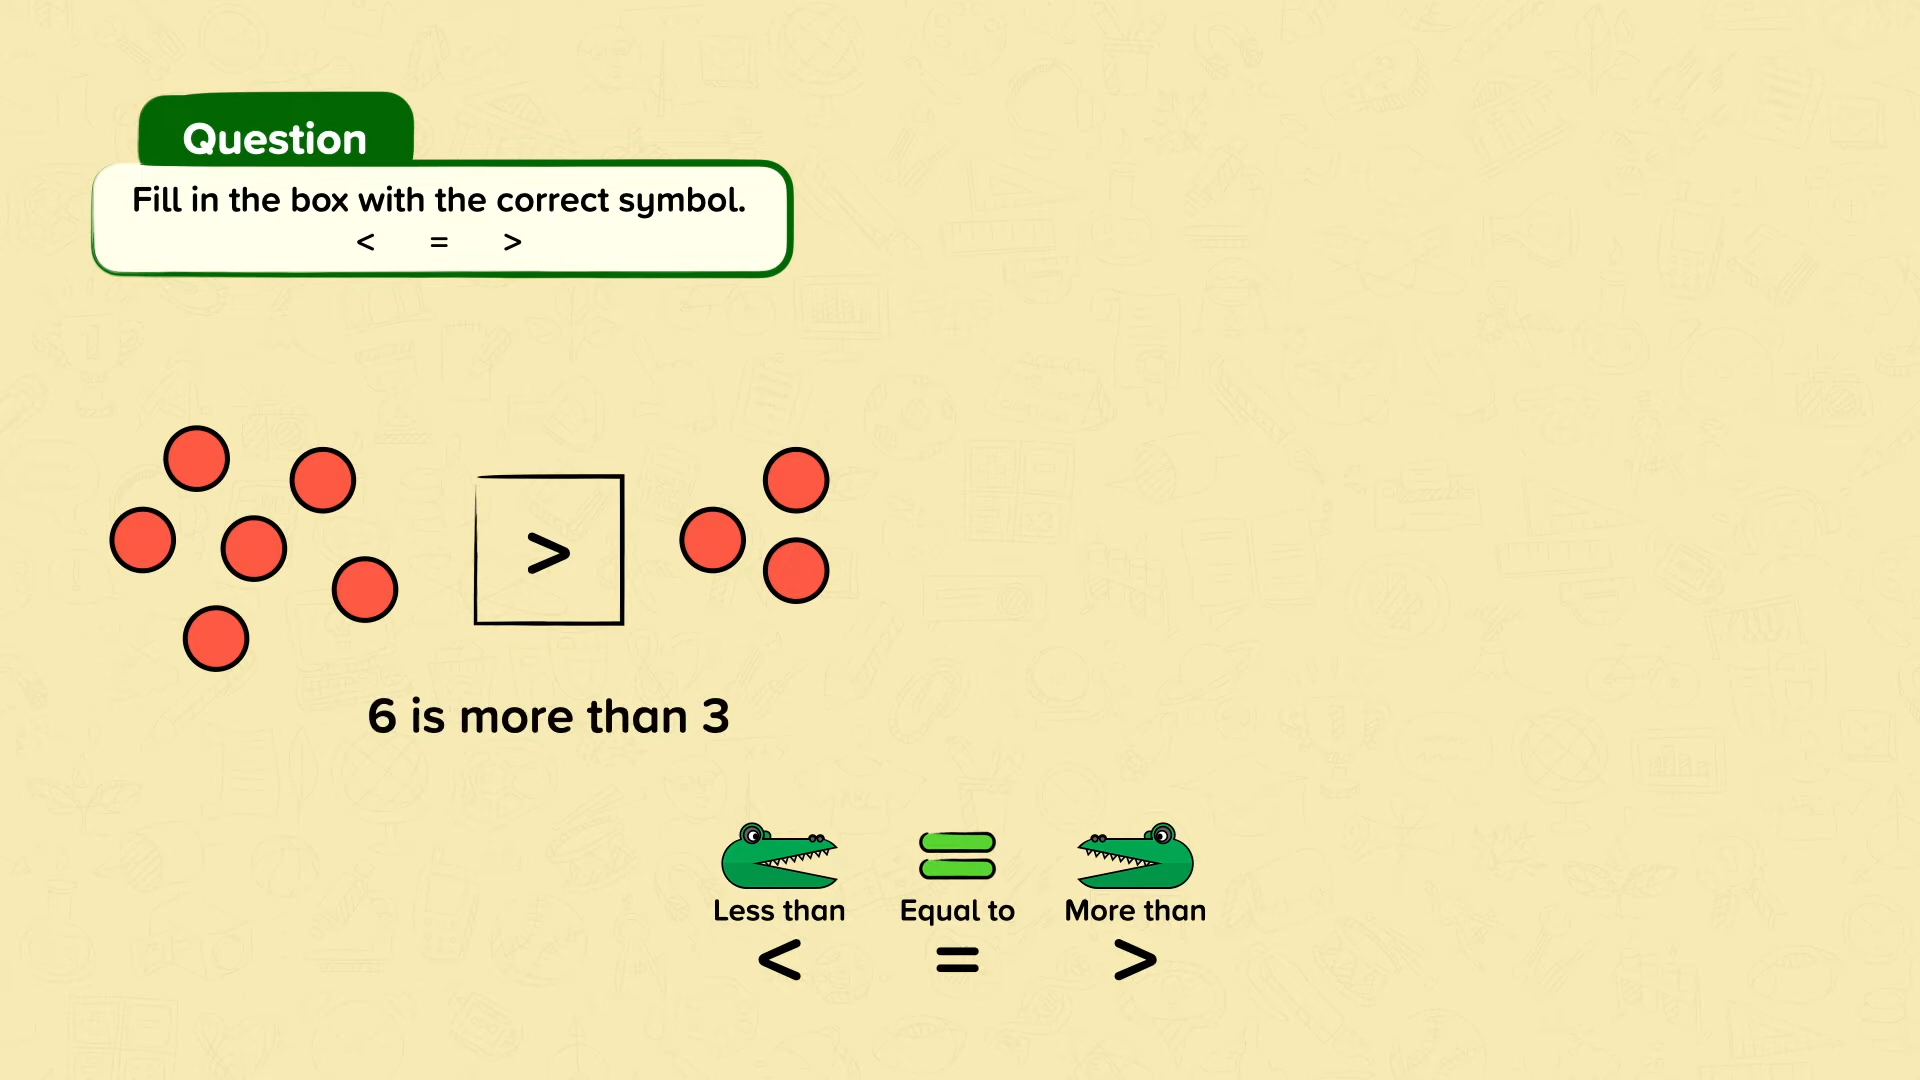 Question
Fill in the box with the correct symbol.
< = >
>
6 is more than 3
Less than Equal to More than
< = >